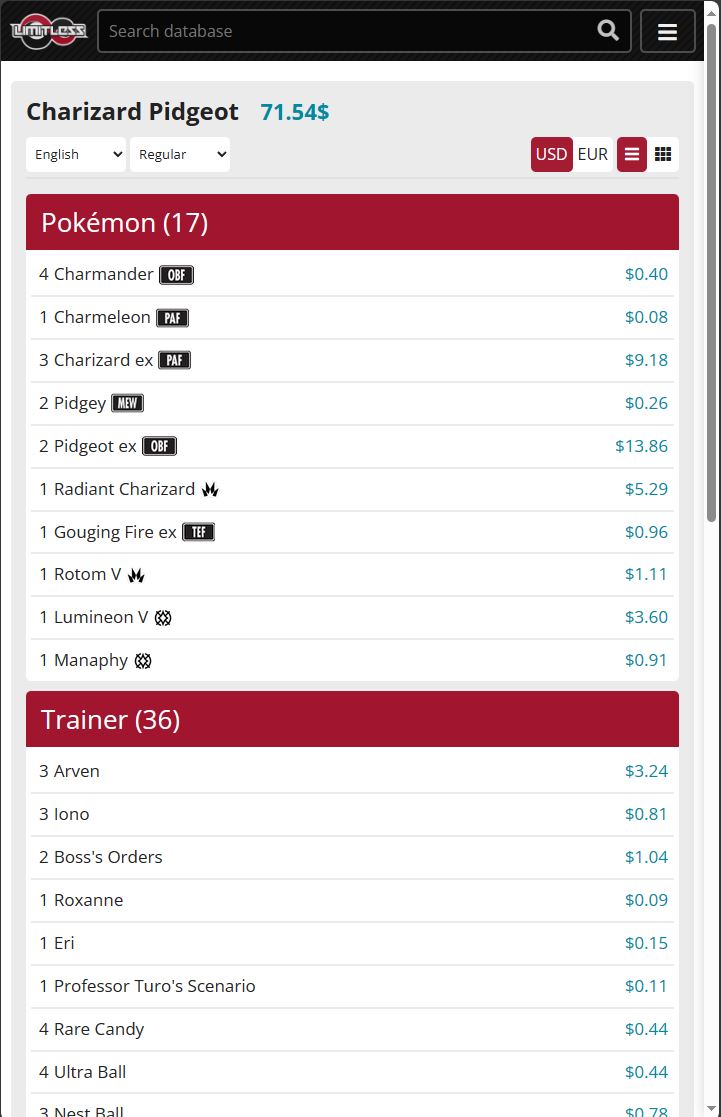 LIMITLESS
Search database
Charizard Pidgeot 71.54$
English Regular USD EUR
Pokémon (17)
4 Charmander OBF $0.40
1 Charmeleon PAF $0.08
3 Charizard ex PAF $9.18
2 Pidgey MEW $0.26
2 Pidgeot ex OBF $13.86
1 Radiant Charizard $5.29
1 Gouging Fire ex TEF $0.96
1 Rotom V $1.11
1 Lumineon V $3.60
1 Manaphy $0.91
Trainer (36)
3 Arven $3.24
3 Iono $0.81
2 Boss's Orders $1.04
1 Roxanne $0.09
1 Eri $0.15
1 Professor Turo's Scenario $0.11
4 Rare Candy $0.44
4 Ultra Ball $0.44
3 Nest Ball $0.78